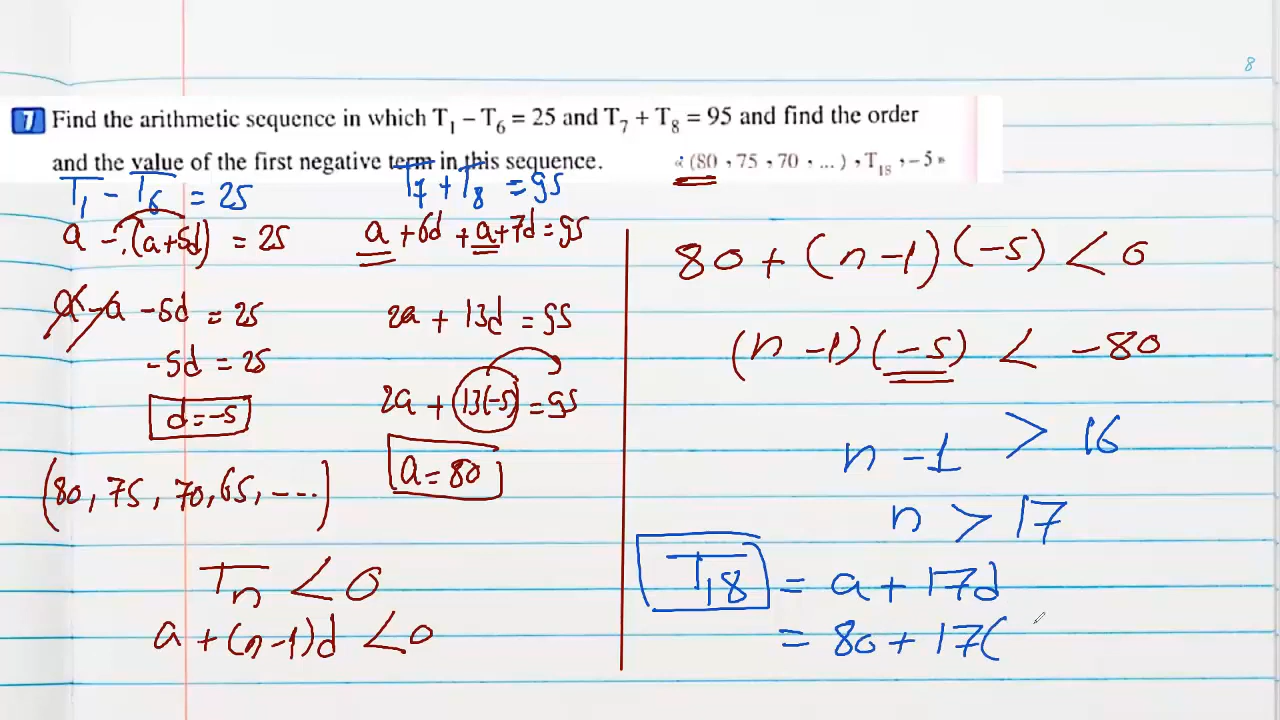 8
7 Find the arithmetic sequence in which T₁ − T₆ = 25 and T₇ + T₈ = 95 and find the order
and the value of the first negative term in this sequence. « (80 , 75 , 70 , ...) , T₁₈ , −5 »
T₁ − T₆ = 25
a − (a+5d) = 25
a − a − 5d = 25
−5d = 25
d = −5
T₇ + T₈ = 95
a + 6d + a + 7d = 95
2a + 13d = 95
2a + 13(−5) = 95
a = 80
(80, 75, 70, 65, ....)
Tn < 0
a + (n−1)d < 0
80 + (n−1)(−5) < 0
(n−1)(−5) < −80
n − 1 > 16
n > 17
T₁₈ = a + 17d
= 80 + 17(